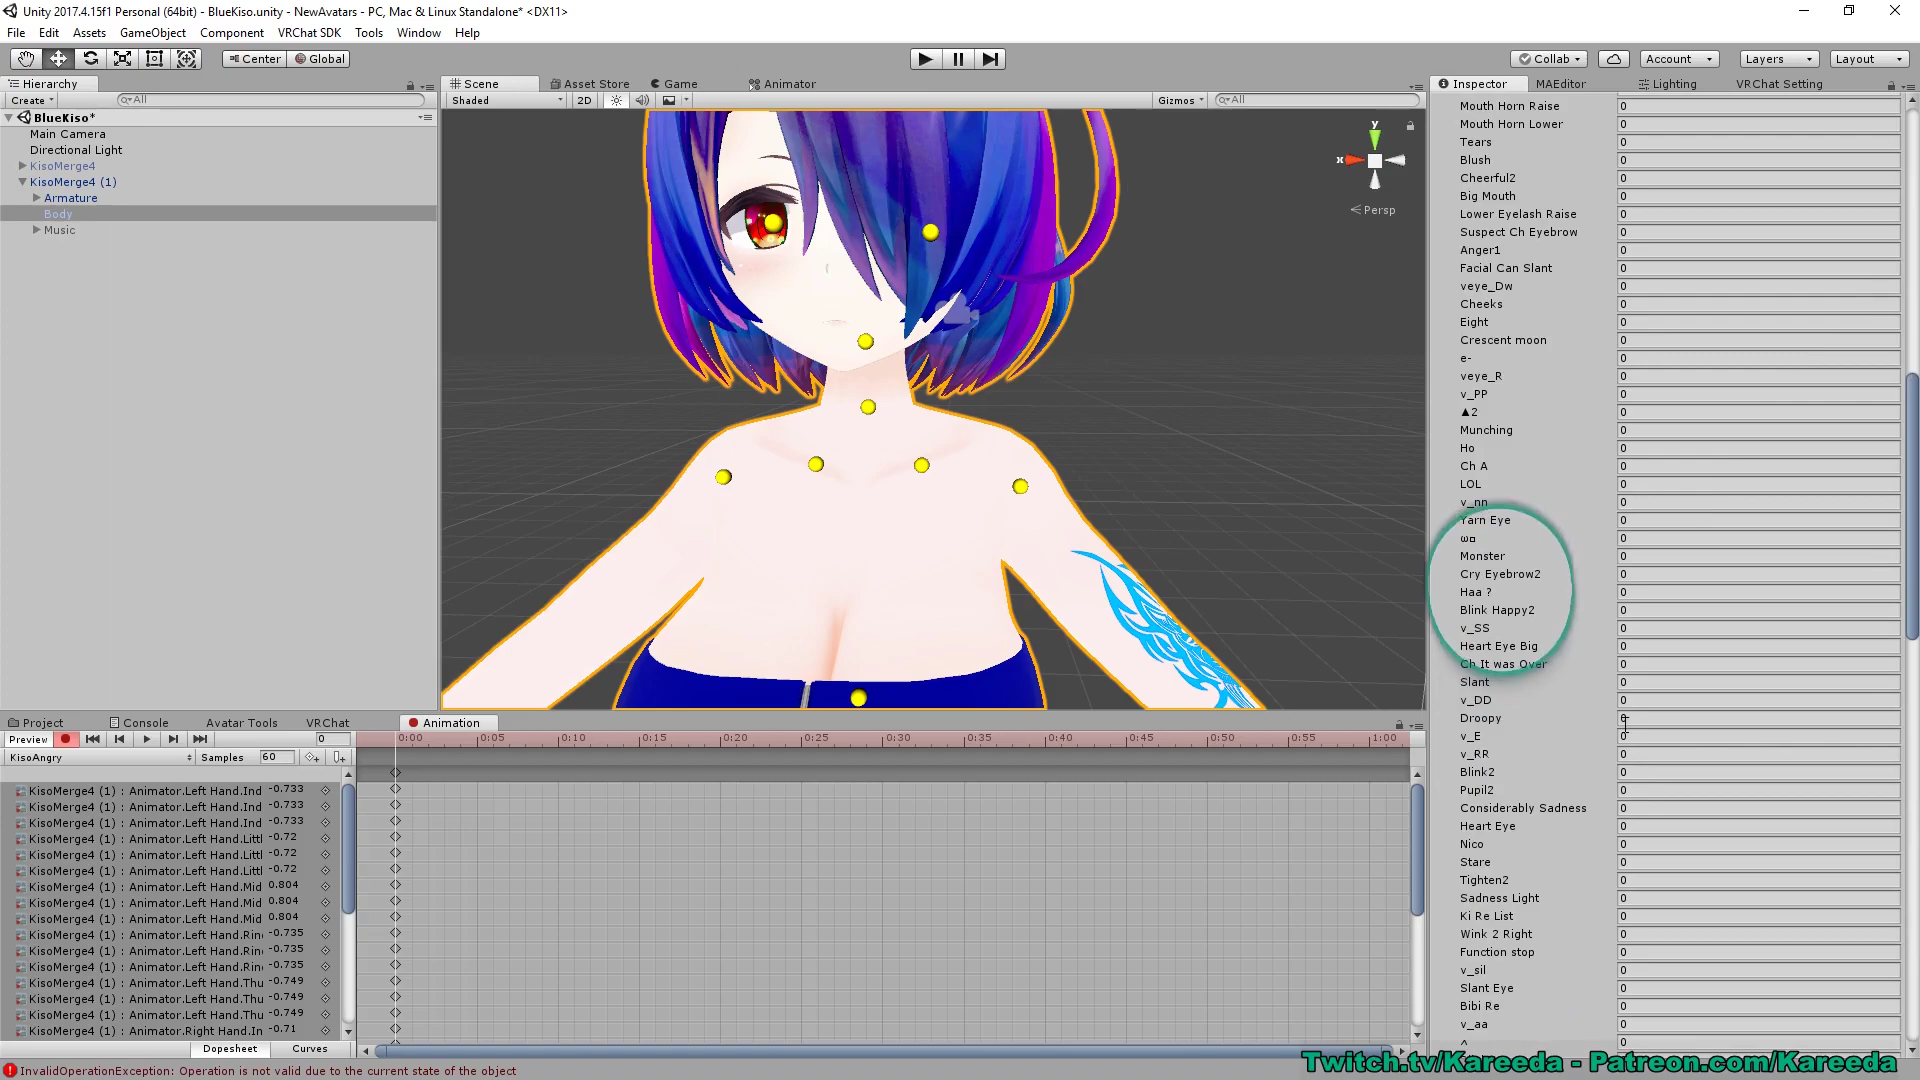 Unity 2017.4.15f1 Personal (64bit) - BlueKiso.unity - NewAvatars - PC, Mac & Linux Standalone* <DX11>
File Edit Assets GameObject Component VRChat SDK Tools Window Help
Center Global Collab Account Layers Layout
Hierarchy
Create All
BlueKiso*
Main Camera
Directional Light
KisoMerge4
KisoMerge4 (1)
Armature
Body
Music
Scene Asset Store Game Animator
Shaded 2D Gizmos All
y
x
Persp
Inspector MAEditor Lighting VRChat Setting
Mouth Horn Raise 0
Mouth Horn Lower 0
Tears 0
Blush 0
Cheerful2 0
Big Mouth 0
Lower Eyelash Raise 0
Suspect Ch Eyebrow 0
Anger1 0
Facial Can Slant 0
veye_Dw 0
Cheeks 0
Eight 0
Crescent moon 0
e- 0
veye_R 0
v_PP 0
▲2 0
Munching 0
Ho 0
Ch A 0
LOL 0
v_nn 0
Yarn Eye 0
ω□ 0
Monster 0
Cry Eyebrow2 0
Haa ? 0
Blink Happy2 0
v_SS 0
Heart Eye Big 0
Ch It was Over 0
Slant 0
v_DD 0
Droopy 0
v_E 0
v_RR 0
Blink2 0
Pupil2 0
Considerably Sadness 0
Heart Eye 0
Nico 0
Stare 0
Tighten2 0
Sadness Light 0
Ki Re List 0
Wink 2 Right 0
Function stop 0
v_sil 0
Slant Eye 0
Bibi Re 0
v_aa 0
^ 0
Project Console Avatar Tools VRChat Animation
Preview 0 0:00 0:05 0:10 0:15 0:20 0:25 0:30 0:35 0:40 0:45 0:50 0:55 1:00
KisoAngry Samples 60
KisoMerge4 (1) : Animator.Left Hand.Ind -0.733
KisoMerge4 (1) : Animator.Left Hand.Ind -0.733
KisoMerge4 (1) : Animator.Left Hand.Ind -0.733
KisoMerge4 (1) : Animator.Left Hand.Littl -0.72
KisoMerge4 (1) : Animator.Left Hand.Littl -0.72
KisoMerge4 (1) : Animator.Left Hand.Littl -0.72
KisoMerge4 (1) : Animator.Left Hand.Mid 0.804
KisoMerge4 (1) : Animator.Left Hand.Mid 0.804
KisoMerge4 (1) : Animator.Left Hand.Mid 0.804
KisoMerge4 (1) : Animator.Left Hand.Rin -0.735
KisoMerge4 (1) : Animator.Left Hand.Rin -0.735
KisoMerge4 (1) : Animator.Left Hand.Rin -0.735
KisoMerge4 (1) : Animator.Left Hand.Thu -0.749
KisoMerge4 (1) : Animator.Left Hand.Thu -0.749
KisoMerge4 (1) : Animator.Left Hand.Thu -0.749
KisoMerge4 (1) : Animator.Right Hand.In -0.71
Dopesheet Curves
InvalidOperationException: Operation is not valid due to the current state of the object
Twitch.tv/Kareeda - Patreon.com/Kareeda